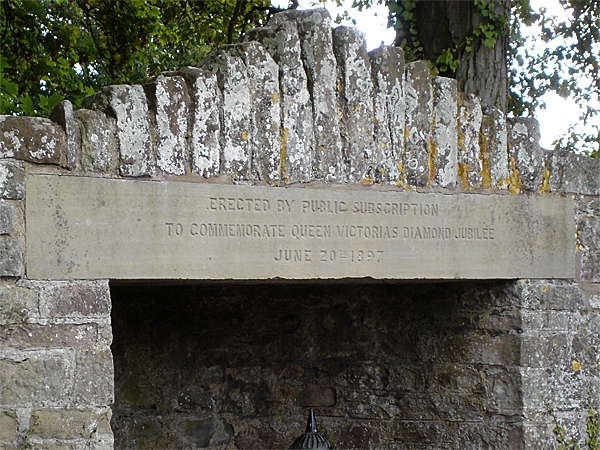 ERECTED BY PUBLIC SUBSCRIPTION
TO COMMEMORATE QUEEN VICTORIAS DIAMOND JUBILEE
JUNE 20TH 1897